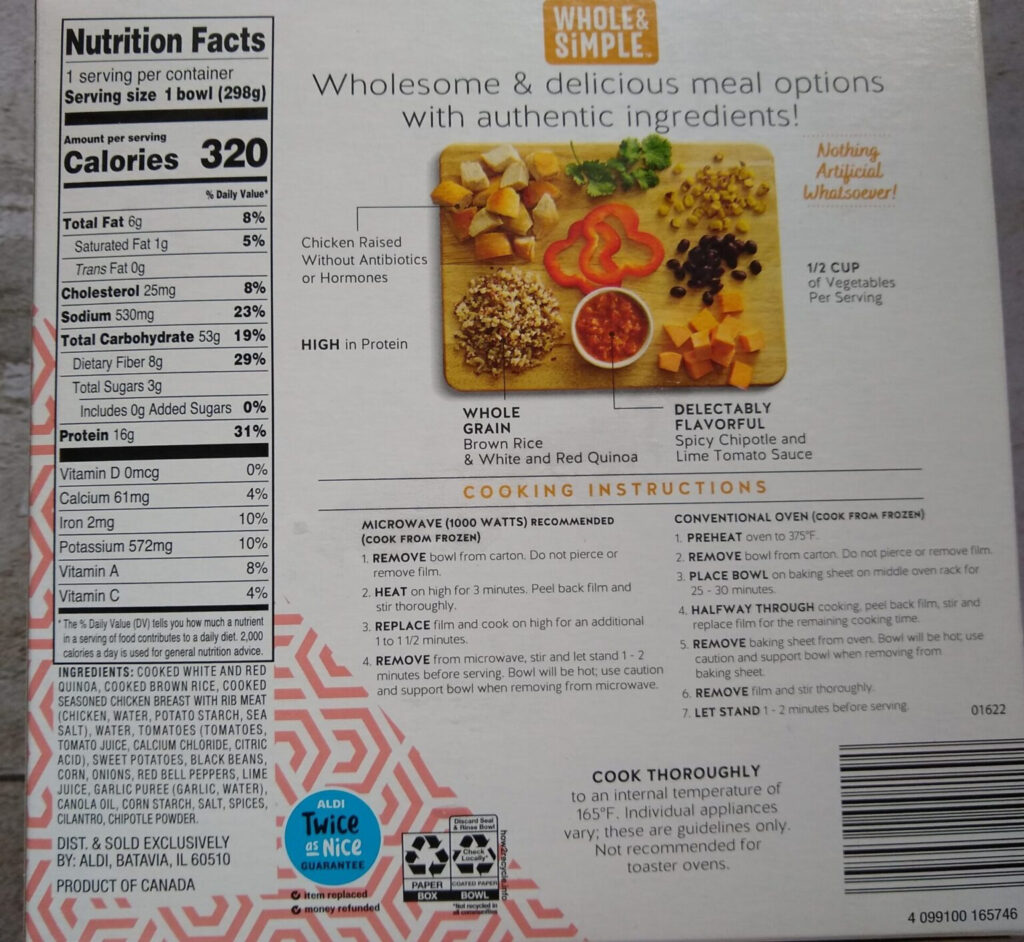 Nutrition Facts
1 serving per container
Serving size 1 bowl (298g)
Amount per serving
Calories 320
% Daily Value*
Total Fat 6g 8%
Saturated Fat 1g 5%
Trans Fat 0g
Cholesterol 25mg 8%
Sodium 530mg 23%
Total Carbohydrate 53g 19%
Dietary Fiber 8g 29%
Total Sugars 3g
Includes 0g Added Sugars 0%
Protein 16g 31%
Vitamin D 0mcg 0%
Calcium 61mg 4%
Iron 2mg 10%
Potassium 572mg 10%
Vitamin A 8%
Vitamin C 4%
* The % Daily Value (DV) tells you how much a nutrient
in a serving of food contributes to a daily diet. 2,000
calories a day is used for general nutrition advice.
INGREDIENTS: COOKED WHITE AND RED
QUINOA, COOKED BROWN RICE, COOKED
SEASONED CHICKEN BREAST WITH RIB MEAT
(CHICKEN, WATER, POTATO STARCH, SEA
SALT), WATER, TOMATOES (TOMATOES,
TOMATO JUICE, CALCIUM CHLORIDE, CITRIC
ACID), SWEET POTATOES, BLACK BEANS,
CORN, ONIONS, RED BELL PEPPERS, LIME
JUICE, GARLIC PUREE (GARLIC, WATER),
CANOLA OIL, CORN STARCH, SALT, SPICES,
CILANTRO, CHIPOTLE POWDER.
DIST. & SOLD EXCLUSIVELY
BY: ALDI, BATAVIA, IL 60510
PRODUCT OF CANADA
WHOLE&
SiMPLE™
Wholesome & delicious meal options
with authentic ingredients!
Nothing
Artificial
Whatsoever!
Chicken Raised
Without Antibiotics
or Hormones
HIGH in Protein
1/2 CUP
of Vegetables
Per Serving
WHOLE
GRAIN
Brown Rice
& White and Red Quinoa
DELECTABLY
FLAVORFUL
Spicy Chipotle and
Lime Tomato Sauce
COOKING INSTRUCTIONS
MICROWAVE (1000 WATTS) RECOMMENDED
(COOK FROM FROZEN)
1. REMOVE bowl from carton. Do not pierce or
remove film.
2. HEAT on high for 3 minutes. Peel back film and
stir thoroughly.
3. REPLACE film and cook on high for an additional
1 to 1 1/2 minutes.
4. REMOVE from microwave, stir and let stand 1 - 2
minutes before serving. Bowl will be hot; use caution
and support bowl when removing from microwave.
CONVENTIONAL OVEN (COOK FROM FROZEN)
1. PREHEAT oven to 375°F.
2. REMOVE bowl from carton. Do not pierce or remove film.
3. PLACE BOWL on baking sheet on middle oven rack for
25 - 30 minutes.
4. HALFWAY THROUGH cooking, peel back film, stir and
replace film for the remaining cooking time.
5. REMOVE baking sheet from oven. Bowl will be hot; use
caution and support bowl when removing from
baking sheet.
6. REMOVE film and stir thoroughly.
7. LET STAND 1 - 2 minutes before serving.
01622
COOK THOROUGHLY
to an internal temperature of
165°F. Individual appliances
vary; these are guidelines only.
Not recommended for
toaster ovens.
ALDI
Twice
as Nice
GUARANTEE
item replaced
money refunded
Discard Seal
& Rinse Bowl
Check
Locally*
PAPER
BOX
COATED PAPER
BOWL
*Not recycled in
all communities
how2recycle.info
4 099100 165746